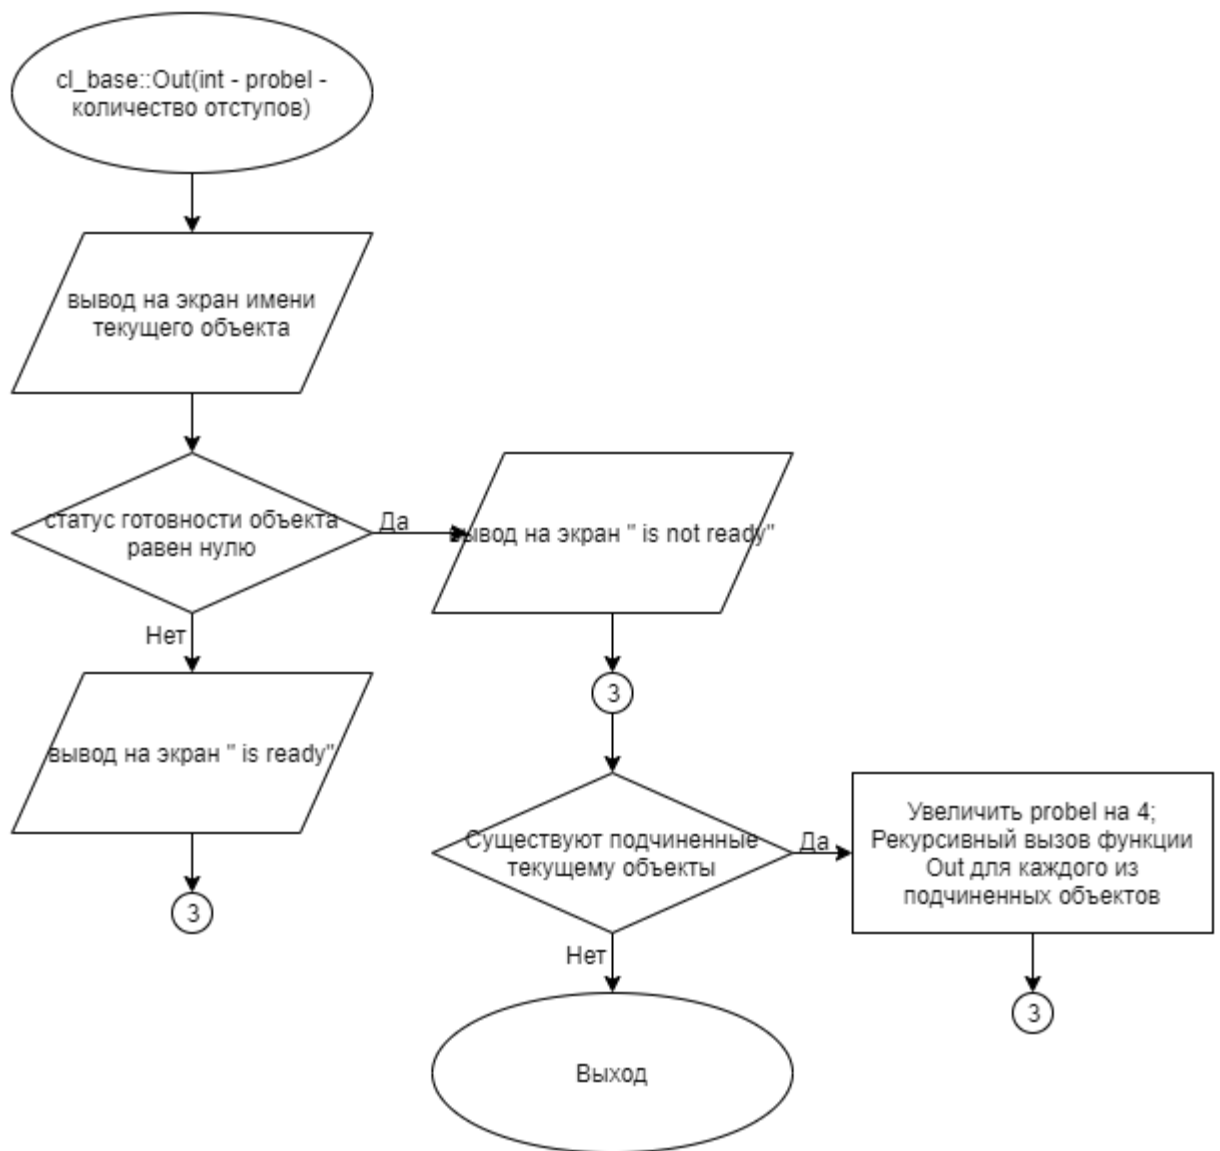 cl_base::Out(int - probel -
количество отступов)
вывод на экран имени
текущего объекта
статус готовности объекта
равен нулю
Да
вывод на экран " is not ready"
Нет
вывод на экран " is ready"
3
3
Существуют подчиненные
текущему объекты
Да
Увеличить probel на 4;
Рекурсивный вызов функции
Out для каждого из
подчиненных объектов
Нет
3
Выход